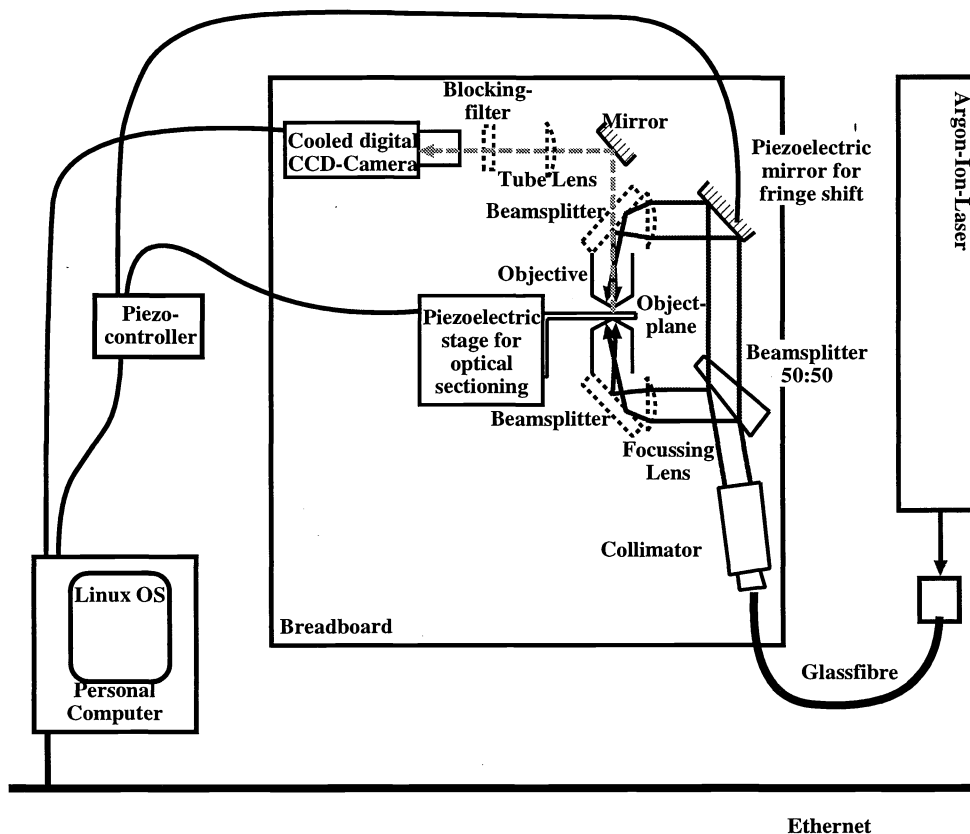 Blocking-
filter
Mirror
Cooled digital
CCD-Camera
Tube Lens
Piezoelectric
mirror for
fringe shift
Argon-Ion-Laser
Beamsplitter
Objective
Object-
plane
Piezo-
controller
Piezoelectric
stage for
optical
sectioning
Beamsplitter
50:50
Beamsplitter
Focussing
Lens
Collimator
Linux OS
Breadboard
Glassfibre
Personal
Computer
Ethernet